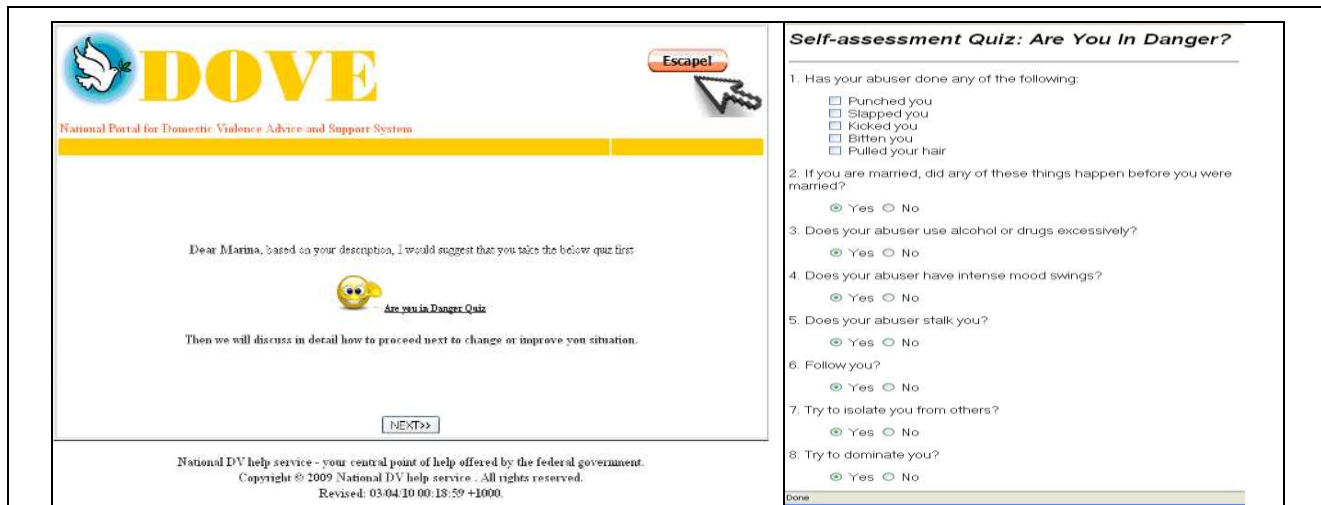 DOVE
Escape!
National Portal for Domestic Violence Advice and Support System
Dear Marina, based on your description, I would suggest that you take the below quiz first
Are you in Danger Quiz
Then we will discuss in detail how to proceed next to change or improve you situation.
NEXT>>
National DV help service - your central point of help offered by the federal government.
Copyright © 2009 National DV help service . All rights reserved.
Revised: 03/04/10 00:18:59 +1000.
Self-assessment Quiz: Are You In Danger?
1. Has your abuser done any of the following:
Punched you
Slapped you
Kicked you
Bitten you
Pulled your hair
2. If you are married, did any of these things happen before you were
married?
Yes No
3. Does your abuser use alcohol or drugs excessively?
Yes No
4. Does your abuser have intense mood swings?
Yes No
5. Does your abuser stalk you?
Yes No
6. Follow you?
Yes No
7. Try to isolate you from others?
Yes No
8. Try to dominate you?
Yes No
Done